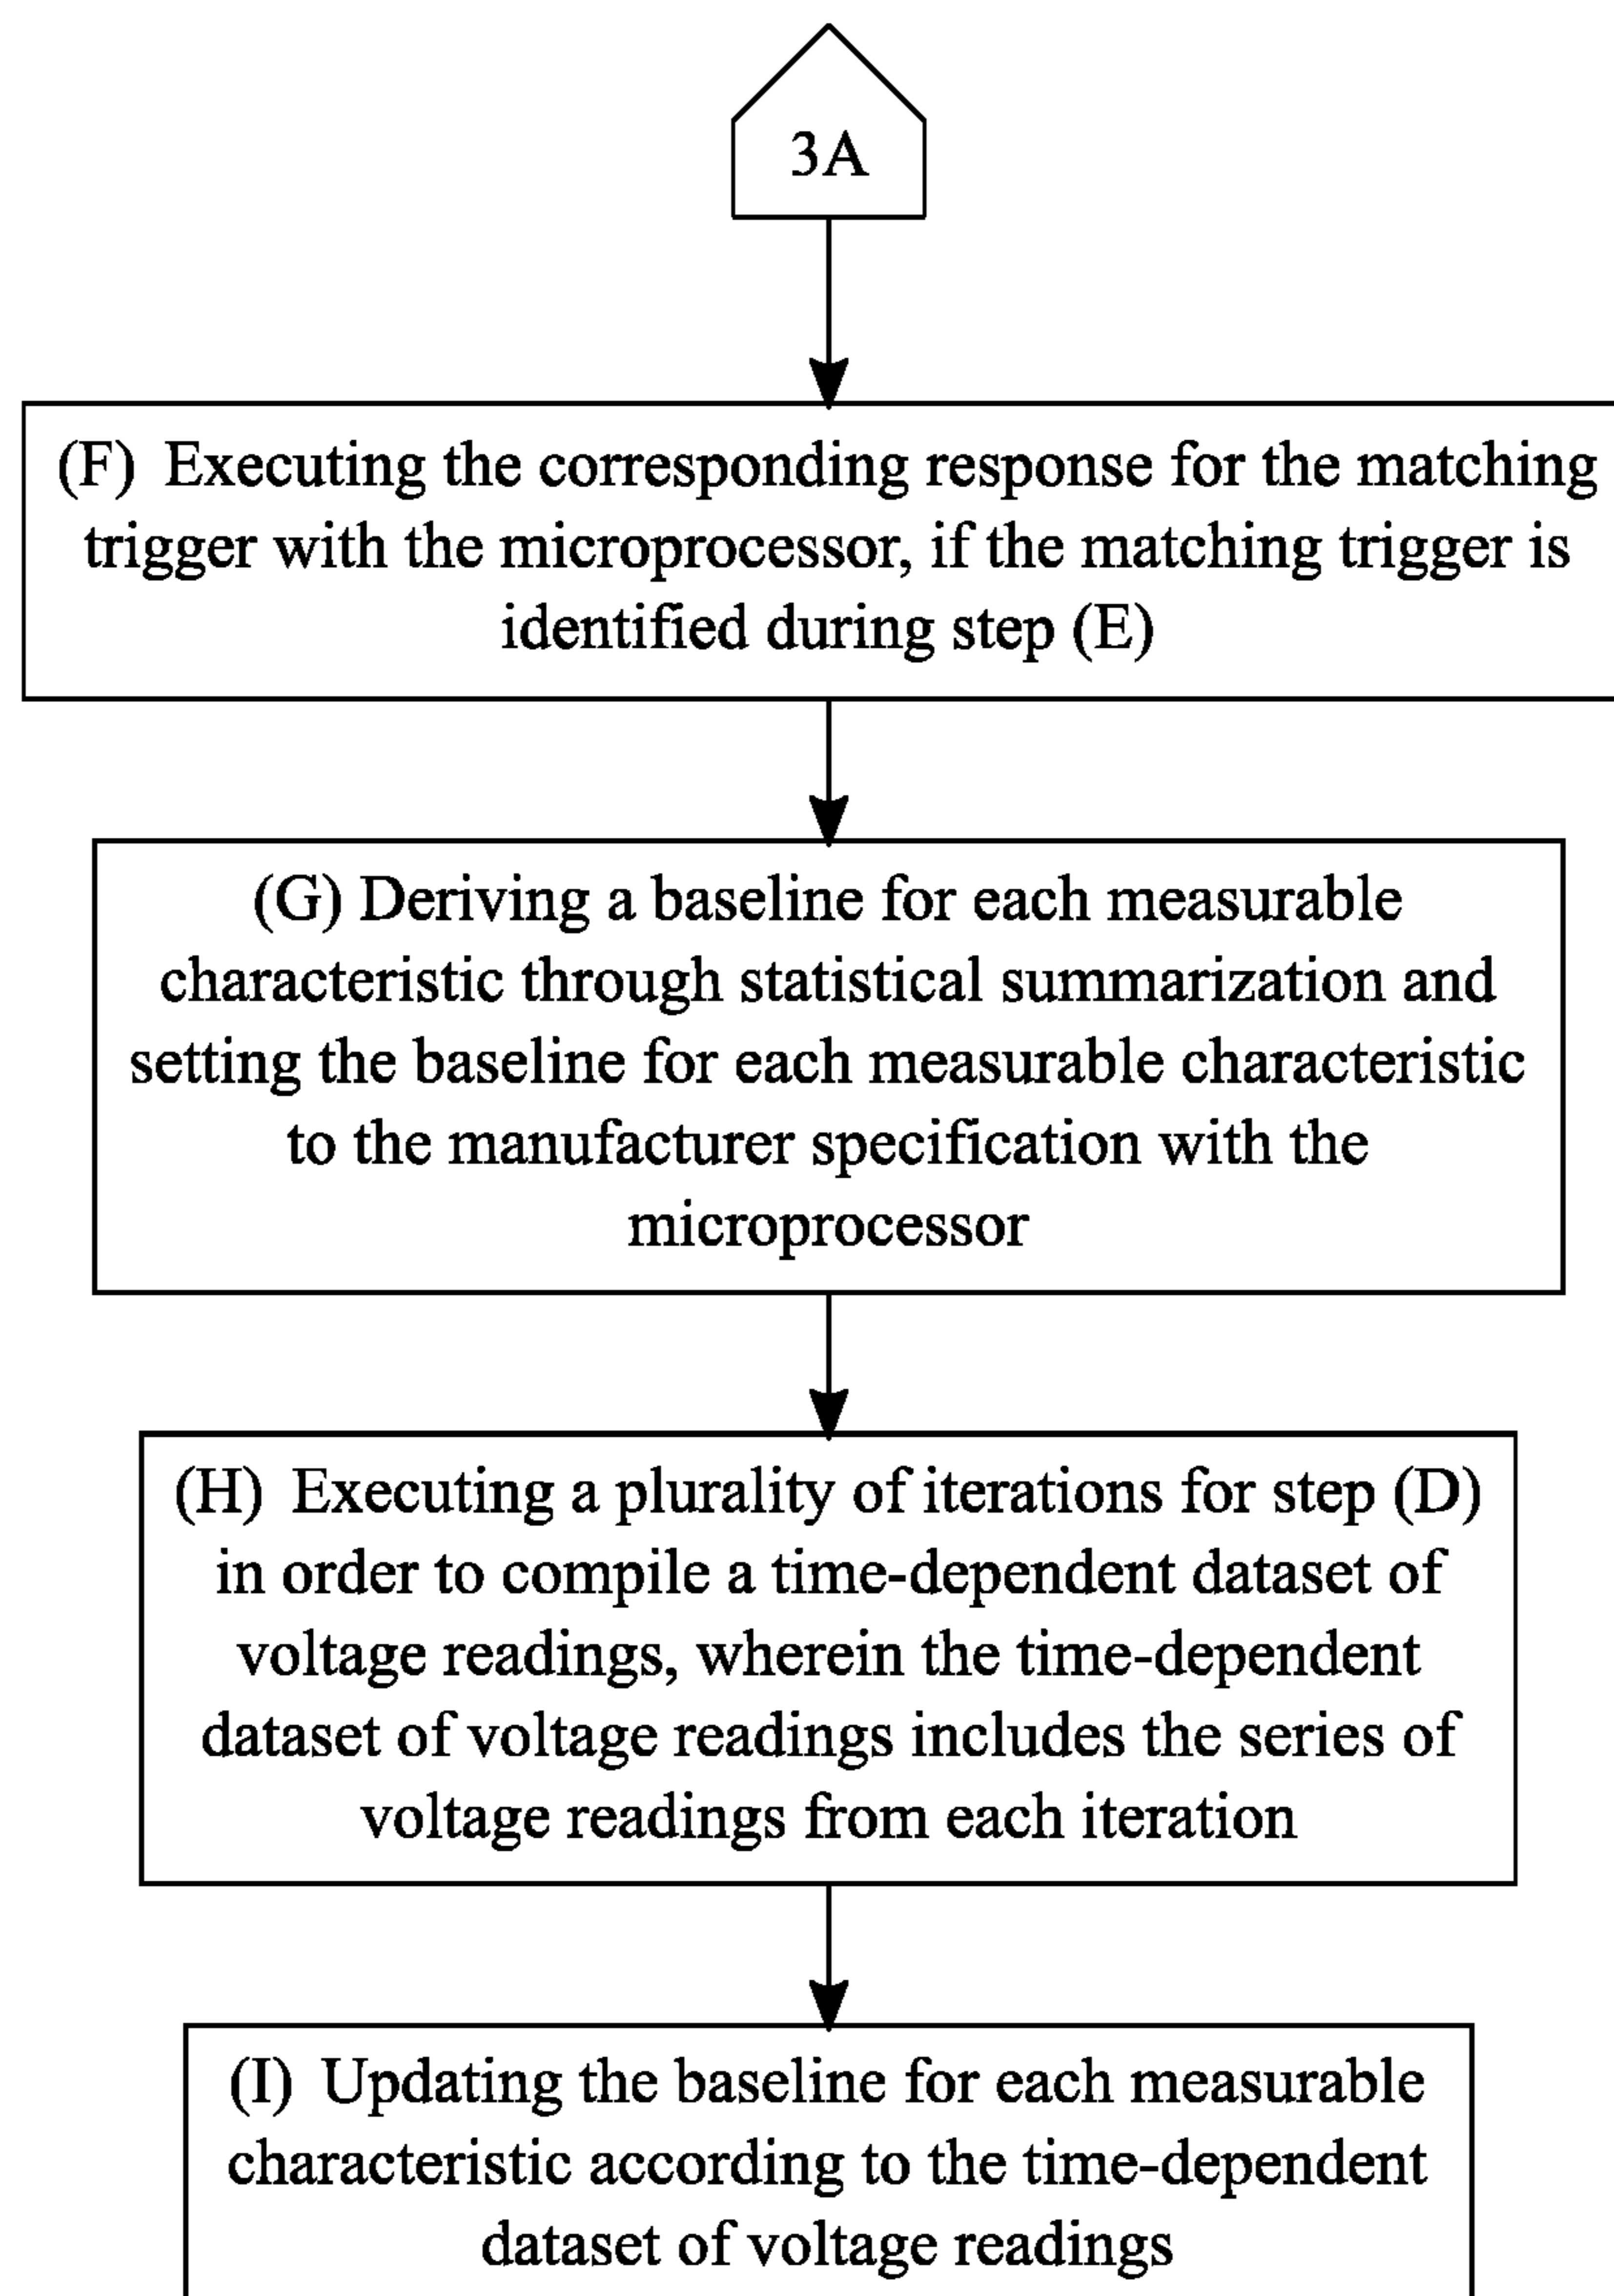 3A
(F) Executing the corresponding response for the matching
trigger with the microprocessor, if the matching trigger is
identified during step (E)
(G) Deriving a baseline for each measurable
characteristic through statistical summarization and
setting the baseline for each measurable characteristic
to the manufacturer specification with the
microprocessor
(H) Executing a plurality of iterations for step (D)
in order to compile a time-dependent dataset of
voltage readings, wherein the time-dependent
dataset of voltage readings includes the series of
voltage readings from each iteration
(I) Updating the baseline for each measurable
characteristic according to the time-dependent
dataset of voltage readings